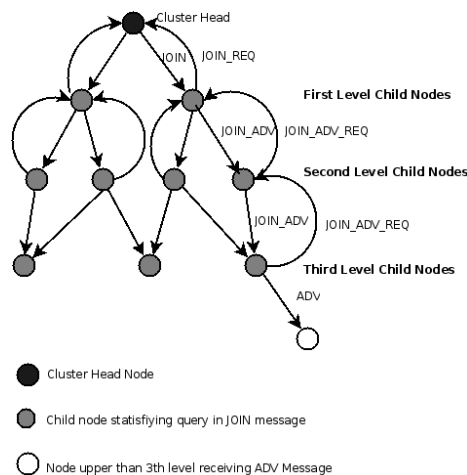 Cluster Head
JOIN
JOIN_REQ
First Level Child Nodes
JOIN_ADV
JOIN_ADV_REQ
Second Level Child Nodes
JOIN_ADV
JOIN_ADV_REQ
Third Level Child Nodes
ADV
Cluster Head Node
Child node statisfiying query in JOIN message
Node upper than 3th level receiving ADV Message